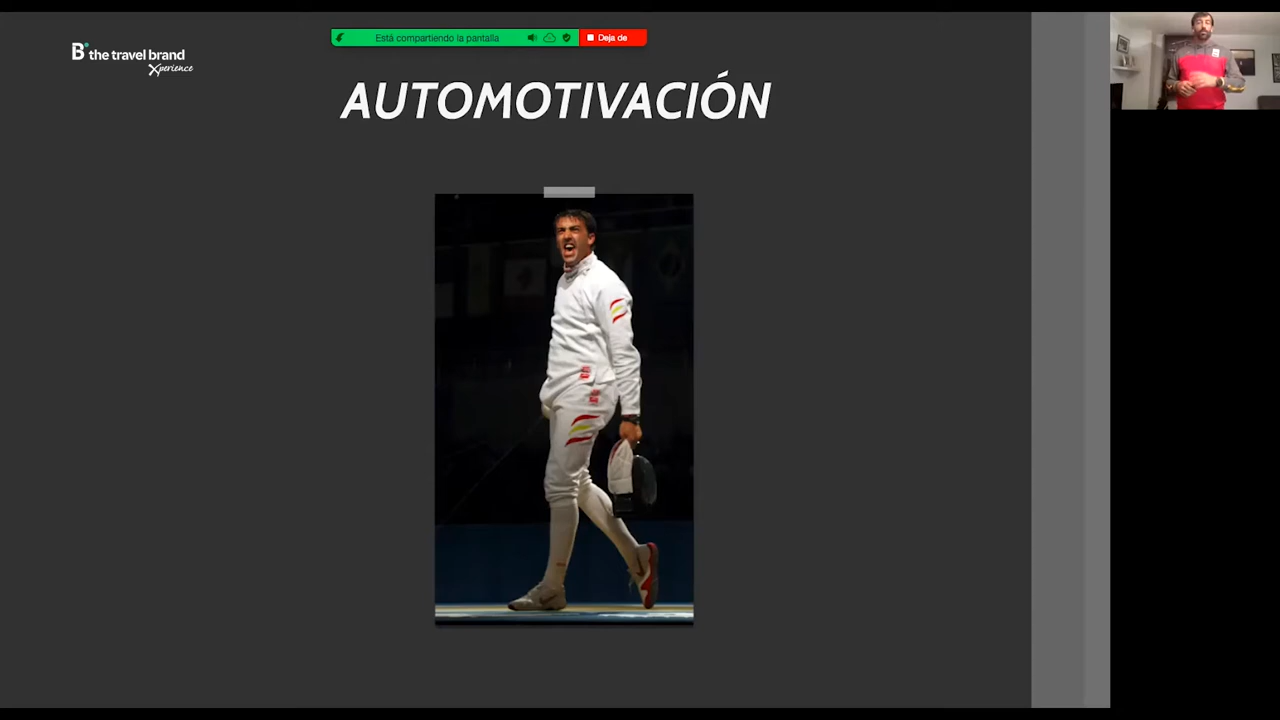 B the travel brand
Xperience
Está compartiendo la pantalla
Deja de
AUTOMOTIVACIÓN